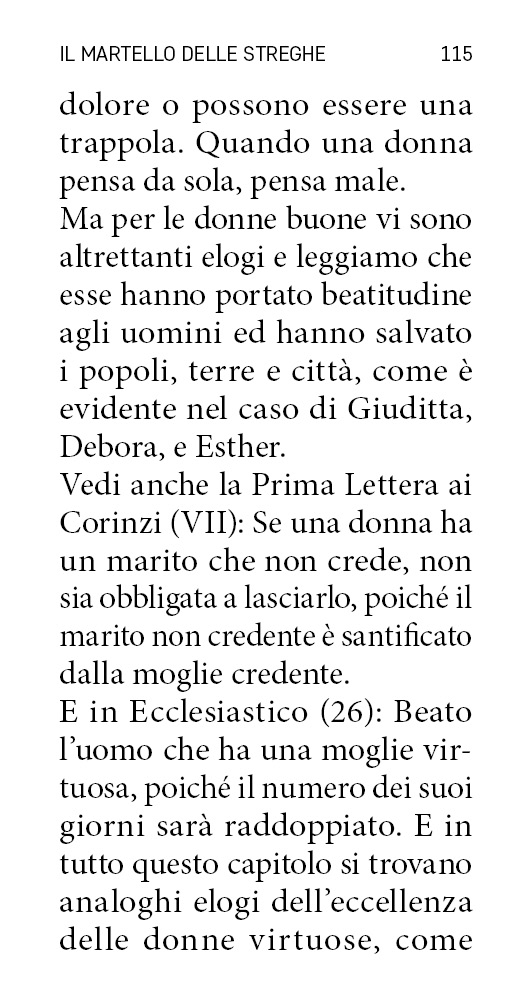 IL MARTELLO DELLE STREGHE 115
dolore o possono essere una
trappola. Quando una donna
pensa da sola, pensa male.
Ma per le donne buone vi sono
altrettanti elogi e leggiamo che
esse hanno portato beatitudine
agli uomini ed hanno salvato
i popoli, terre e città, come è
evidente nel caso di Giuditta,
Debora, e Esther.
Vedi anche la Prima Lettera ai
Corinzi (VII): Se una donna ha
un marito che non crede, non
sia obbligata a lasciarlo, poiché il
marito non credente è santificato
dalla moglie credente.
E in Ecclesiastico (26): Beato
l’uomo che ha una moglie vir-
tuosa, poiché il numero dei suoi
giorni sarà raddoppiato. E in
tutto questo capitolo si trovano
analoghi elogi dell’eccellenza
delle donne virtuose, come